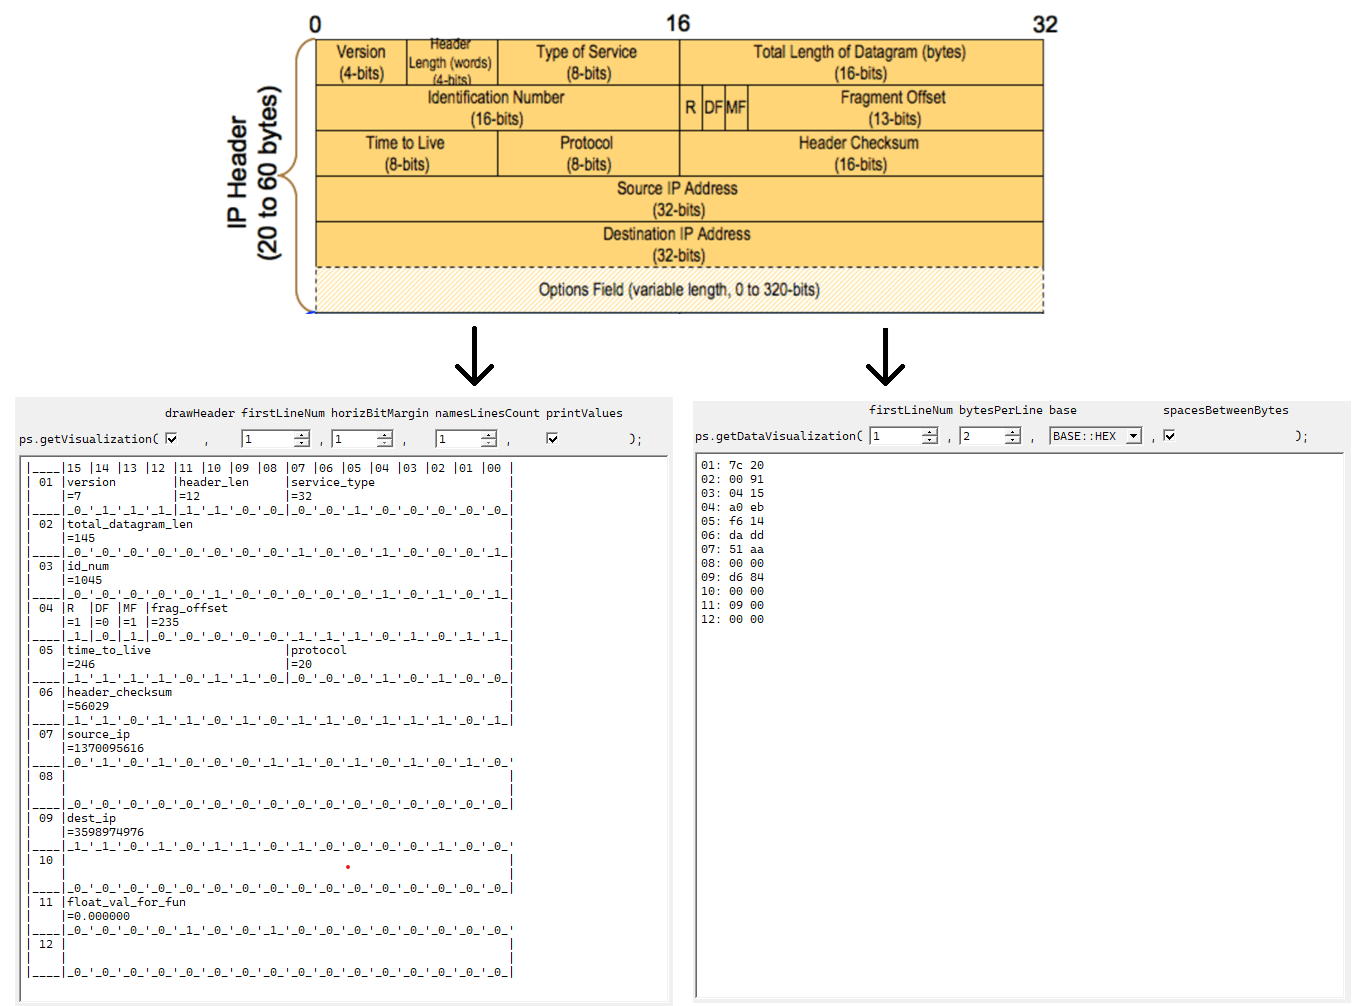 0 16 32
Version Header Type of Service Total Length of Datagram (bytes)
(4-bits) Length (words) (8-bits) (16-bits)
(4-bits)
Identification Number R DF MF Fragment Offset
(16-bits) (13-bits)
Time to Live Protocol Header Checksum
(8-bits) (8-bits) (16-bits)
Source IP Address
(32-bits)
Destination IP Address
(32-bits)
Options Field (variable length, 0 to 320-bits)
IP Header
(20 to 60 bytes)
drawHeader firstLineNum horizBitMargin namesLinesCount printValues
ps.getVisualization( , 1 , 1 , 1 , );
|____|15 |14 |13 |12 |11 |10 |09 |08 |07 |06 |05 |04 |03 |02 |01 |00 |
| 01 |version |header_len |service_type |
| |=7 |=12 |=32 |
|____|_0_'_1_'_1_'_1_|_1_'_1_'_0_'_0_|_0_'_0_'_1_'_0_'_0_'_0_'_0_'_0_|
| 02 |total_datagram_len |
| |=145 |
|____|_0_'_0_'_0_'_0_'_0_'_0_'_0_'_0_'_1_'_0_'_0_'_1_'_0_'_0_'_0_'_1_|
| 03 |id_num |
| |=1045 |
|____|_0_'_0_'_0_'_0_'_0_'_1_'_0_'_0_'_0_'_0_'_0_'_1_'_0_'_1_'_0_'_1_|
| 04 |R |DF |MF |frag_offset |
| |=1 |=0 |=1 |=235 |
|____|_1_|_0_|_1_|_0_'_0_'_0_'_0_'_0_'_1_'_1_'_1_'_0_'_1_'_0_'_1_'_1_|
| 05 |time_to_live |protocol |
| |=246 |=20 |
|____|_1_'_1_'_1_'_1_'_0_'_1_'_1_'_0_|_0_'_0_'_0_'_1_'_0_'_1_'_0_'_0_|
| 06 |header_checksum |
| |=56029 |
|____|_1_'_1_'_0_'_1_'_1_'_0_'_1_'_0_'_1_'_1_'_0_'_1_'_1_'_1_'_0_'_1_|
| 07 |source_ip |
| |=1370095616 |
|____|_0_'_1_'_0_'_1_'_0_'_0_'_0_'_1_'_1_'_0_'_1_'_0_'_1_'_0_'_1_'_0_'
| 08 | |
| | |
|____|_0_'_0_'_0_'_0_'_0_'_0_'_0_'_0_'_0_'_0_'_0_'_0_'_0_'_0_'_0_'_0_|
| 09 |dest_ip |
| |=3598974976 |
|____|_1_'_1_'_0_'_1_'_0_'_1_'_1_'_0_'_1_'_0_'_0_'_0_'_0_'_1_'_0_'_0_'
| 10 | |
| | |
|____|_0_'_0_'_0_'_0_'_0_'_0_'_0_'_0_'_0_'_0_'_0_'_0_'_0_'_0_'_0_'_0_|
| 11 |float_val_for_fun |
| |=0.000000 |
|____|_0_'_0_'_0_'_0_'_1_'_0_'_0_'_1_'_0_'_0_'_0_'_0_'_0_'_0_'_0_'_0_'
| 12 | |
| | |
|____|_0_'_0_'_0_'_0_'_0_'_0_'_0_'_0_'_0_'_0_'_0_'_0_'_0_'_0_'_0_'_0_|
firstLineNum bytesPerLine base spacesBetweenBytes
ps.getDataVisualization( 1 , 2 , BASE::HEX , );
01: 7c 20
02: 00 91
03: 04 15
04: a0 eb
05: f6 14
06: da dd
07: 51 aa
08: 00 00
09: d6 84
10: 00 00
11: 09 00
12: 00 00